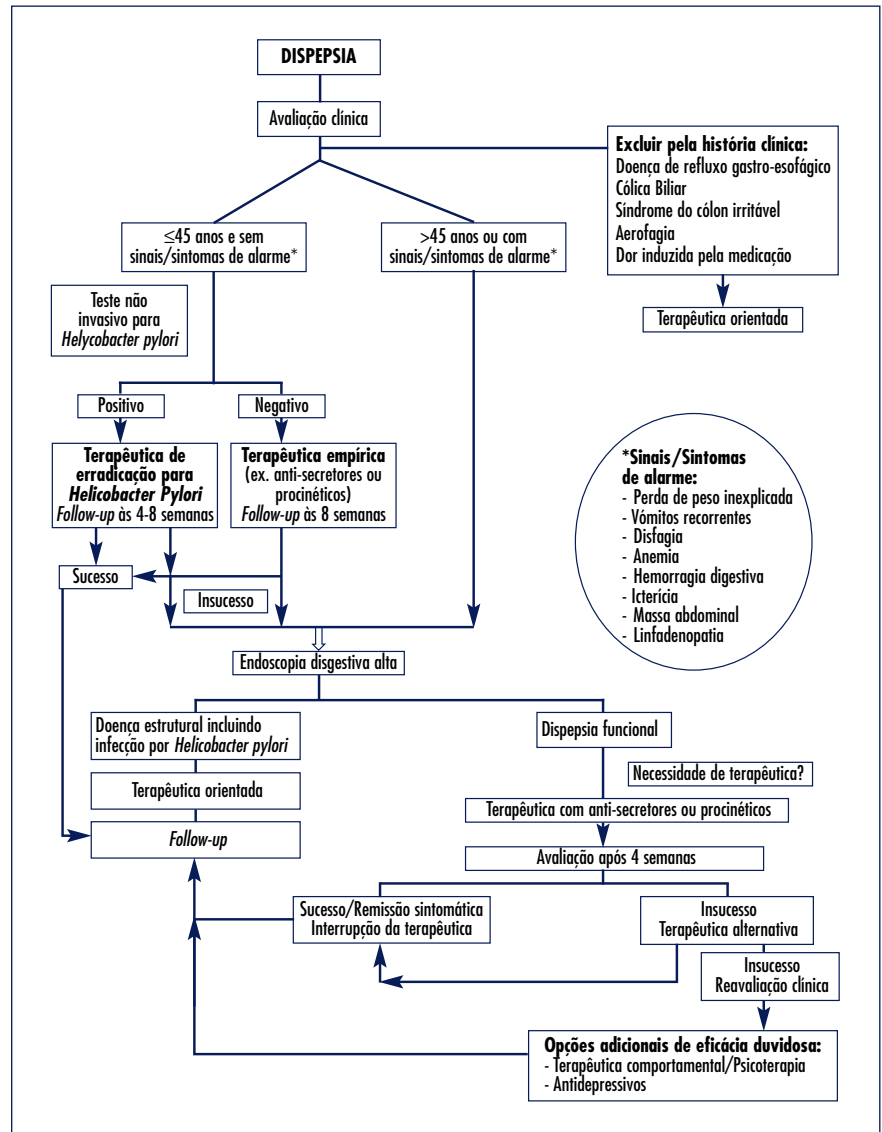 DISPEPSIA
Avaliação clínica
Excluir pela história clínica:
Doença de refluxo gastro-esofágico
Cólica Biliar
Síndrome do cólon irritável
Aerofagia
Dor induzida pela medicação
Terapêutica orientada
≤45 anos e sem
sinais/sintomas de alarme*
>45 anos ou com
sinais/sintomas de alarme*
Teste não
invasivo para
Helycobacter pylori
Positivo
Negativo
Terapêutica de
erradicação para
Helicobacter Pylori
Follow-up às 4-8 semanas
Terapêutica empírica
(ex. anti-secretores ou
procinéticos)
Follow-up às 8 semanas
*Sinais/Sintomas
de alarme:
- Perda de peso inexplicada
- Vómitos recorrentes
- Disfagia
- Anemia
- Hemorragia digestiva
- Icterícia
- Massa abdominal
- Linfadenopatia
Sucesso
Insucesso
Endoscopia disgestiva alta
Doença estrutural incluindo
infecção por Helicobacter pylori
Terapêutica orientada
Follow-up
Dispepsia funcional
Necessidade de terapêutica?
Terapêutica com anti-secretores ou procinéticos
Avaliação após 4 semanas
Sucesso/Remissão sintomática
Interrupção da terapêutica
Insucesso
Terapêutica alternativa
Insucesso
Reavaliação clínica
Opções adicionais de eficácia duvidosa:
- Terapêutica comportamental/Psicoterapia
- Antidepressivos